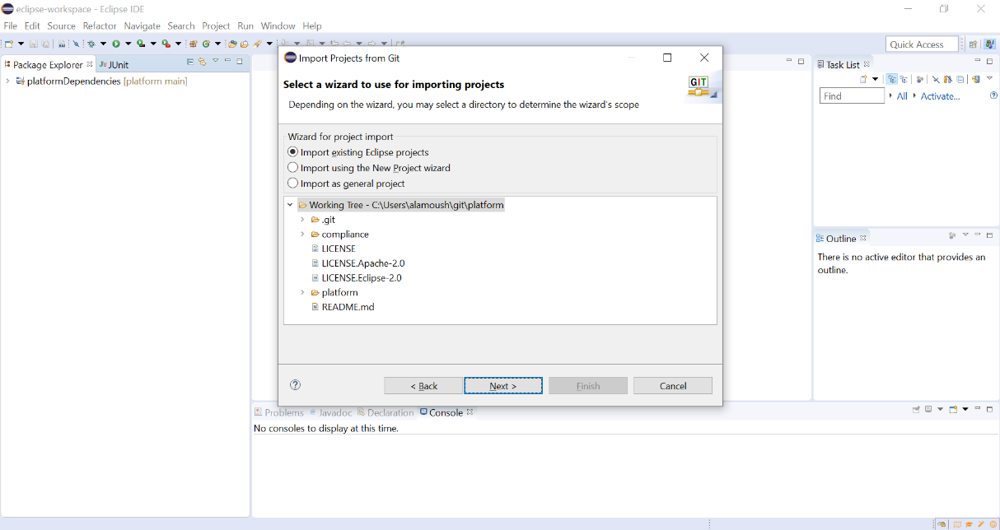 eclipse-workspace - Eclipse IDE
File Edit Source Refactor Navigate Search Project Run Window Help
Quick Access
Package Explorer JUnit
platformDependencies [platform main]
Import Projects from Git
Select a wizard to use for importing projects
Depending on the wizard, you may select a directory to determine the wizard's scope
GIT
Wizard for project import
Import existing Eclipse projects
Import using the New Project wizard
Import as general project
Working Tree - C:\Users\alamoush\git\platform
.git
compliance
LICENSE
LICENSE.Apache-2.0
LICENSE.Eclipse-2.0
platform
README.md
< Back Next > Finish Cancel
Task List
Find All Activate...
Outline
There is no active editor that provides an
outline.
Problems Javadoc Declaration Console
No consoles to display at this time.